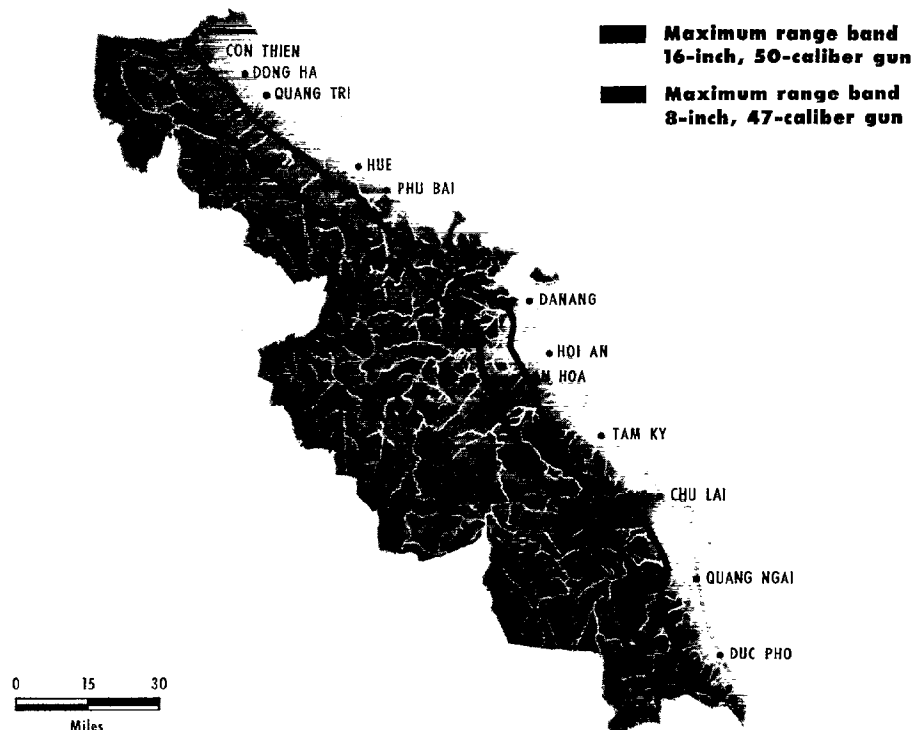 Maximum range band
16-inch, 50-caliber gun
Maximum range band
8-inch, 47-caliber gun
CON THIEN
DONG HA
QUANG TRI
HUE
PHU BAI
DANANG
HOI AN
HOA
TAM KY
CHU LAI
QUANG NGAI
DUC PHO
0 15 30
Miles